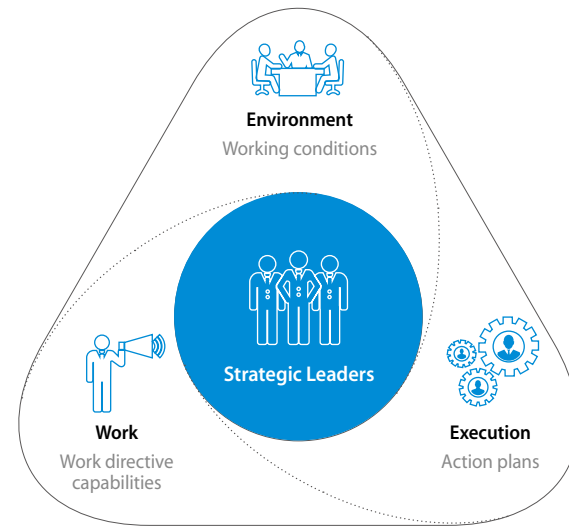 Environment
Working conditions
Strategic Leaders
Work
Work directive
capabilities
Execution
Action plans